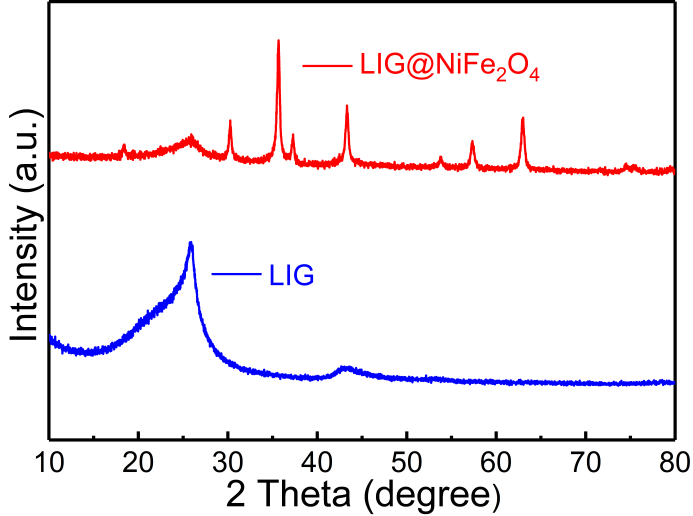 LIG@NiFe₂O₄
LIG
Intensity (a.u.)
10 20 30 40 50 60 70 80
2 Theta (degree)